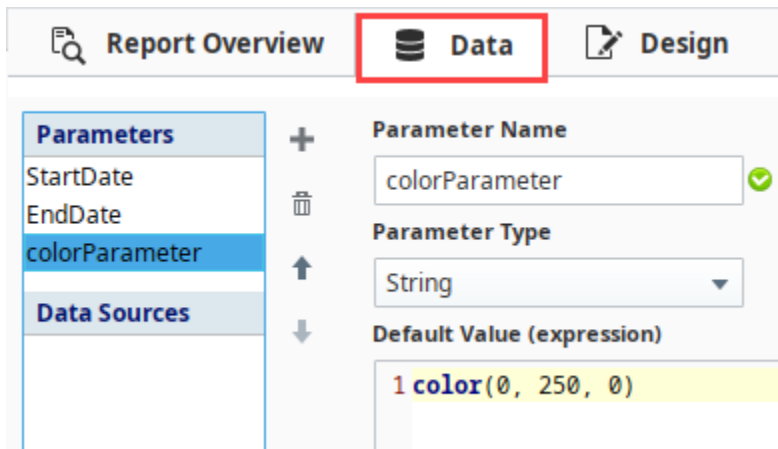 Report Overview Data Design
Parameters
StartDate
EndDate
colorParameter
Data Sources
Parameter Name
colorParameter
Parameter Type
String
Default Value (expression)
1 color(0, 250, 0)